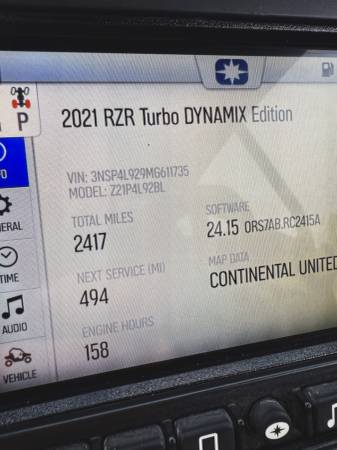 2021 RZR Turbo DYNAMIX Edition
P
VIN: 3NSP4L929MG611735
MODEL: Z21P4L92BL
TOTAL MILES
2417
SOFTWARE
24.15 ORS7AB.RC2415A
NEXT SERVICE (MI)
494
MAP DATA
CONTINENTAL UNITED
ENGINE HOURS
158
FO
ERAL
TIME
AUDIO
VEHICLE